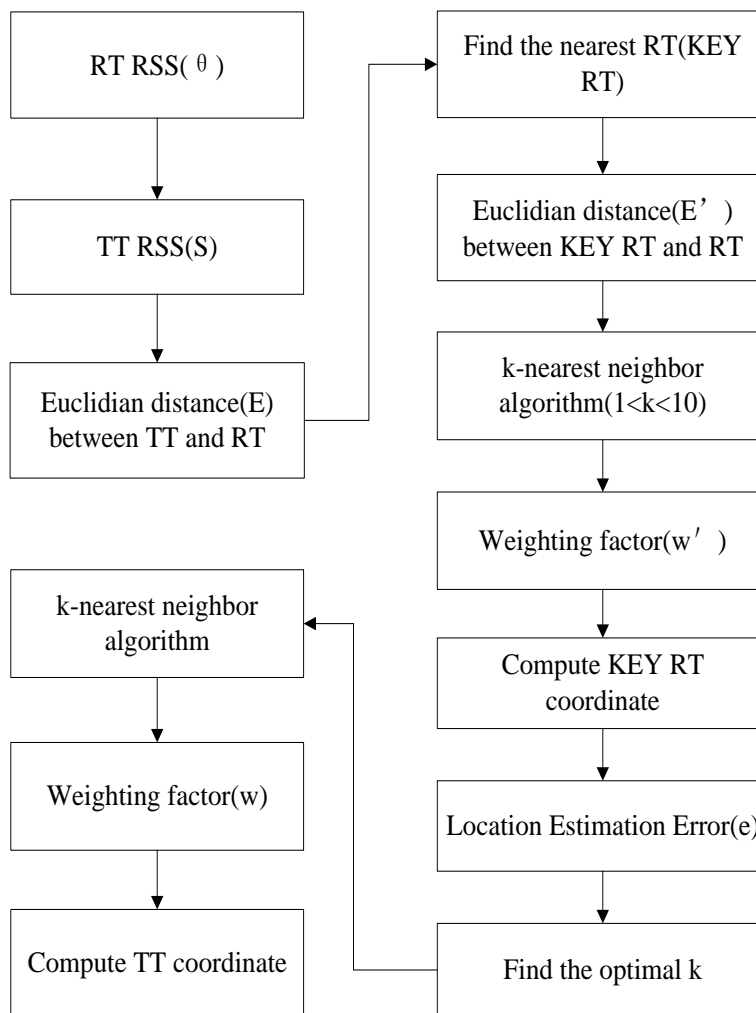 RT RSS( θ )
TT RSS(S)
Euclidian distance(E)
between TT and RT
Find the nearest RT(KEY
RT)
Euclidian distance(E’ )
between KEY RT and RT
k-nearest neighbor
algorithm(1<k<10)
Weighting factor(w′ )
Compute KEY RT
coordinate
Location Estimation Error(e)
Find the optimal k
k-nearest neighbor
algorithm
Weighting factor(w)
Compute TT coordinate